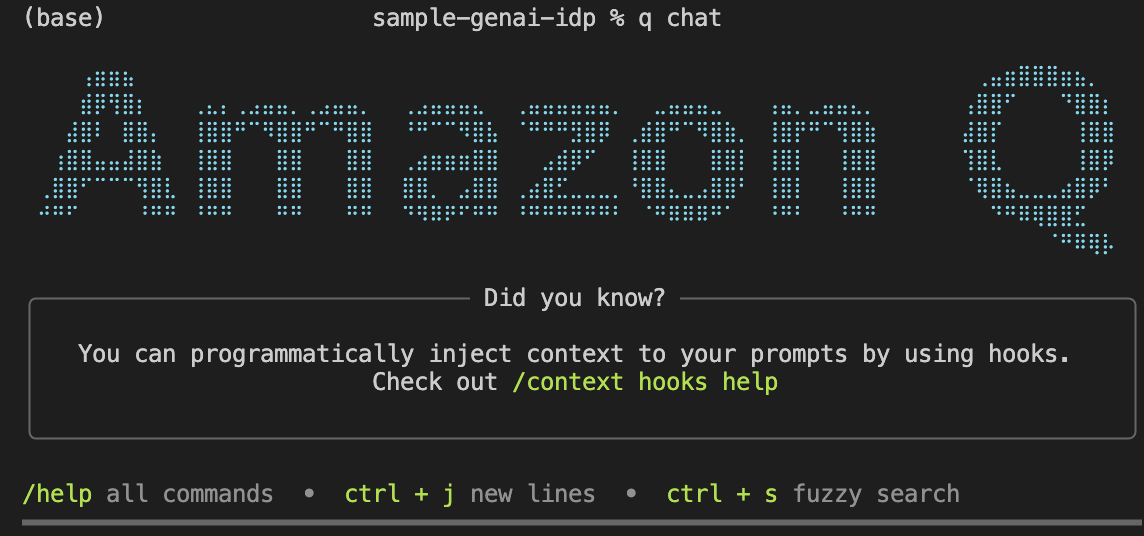 (base) sample-genai-idp % q chat
Amazon Q
Did you know?
You can programmatically inject context to your prompts by using hooks.
Check out /context hooks help
/help all commands • ctrl + j new lines • ctrl + s fuzzy search